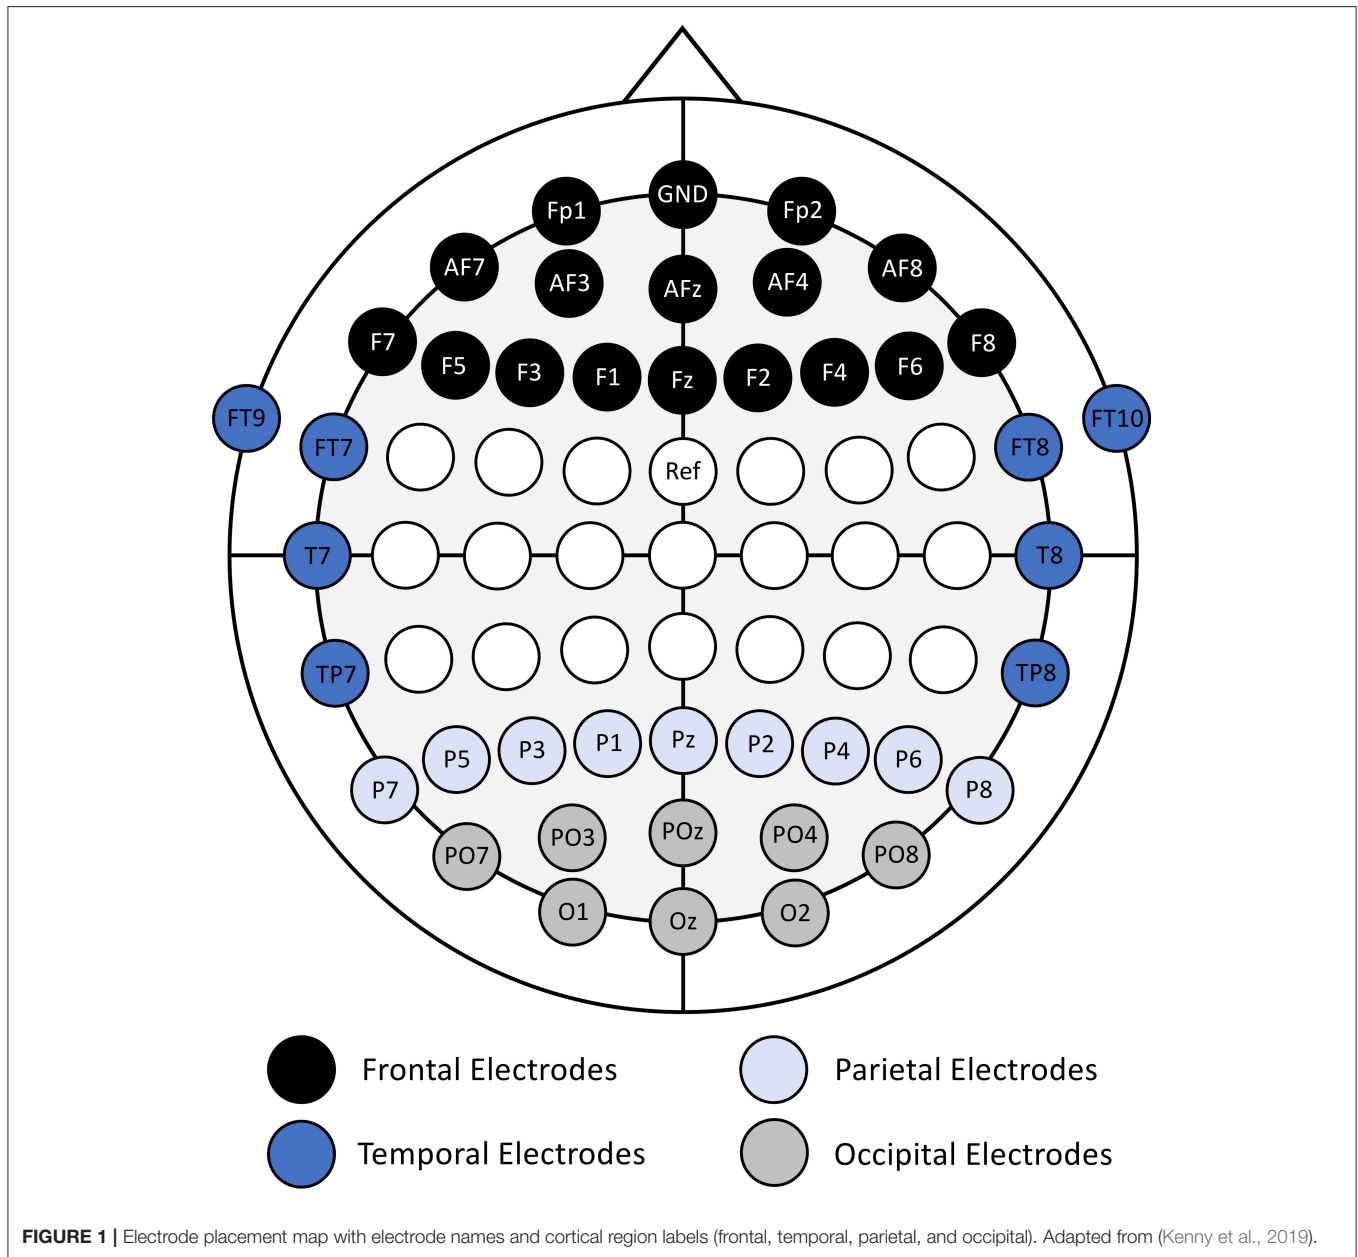 GND
Fp1 Fp2
AF7 AF3 AFz AF4 AF8
F7 F5 F3 F1 Fz F2 F4 F6 F8
FT9 FT7 FT8 FT10
Ref
T7 T8
TP7 TP8
P7 P5 P3 P1 Pz P2 P4 P6 P8
PO7 PO3 POz PO4 PO8
O1 Oz O2
Frontal Electrodes Parietal Electrodes
Temporal Electrodes Occipital Electrodes
FIGURE 1 | Electrode placement map with electrode names and cortical region labels (frontal, temporal, parietal, and occipital). Adapted from (Kenny et al., 2019).